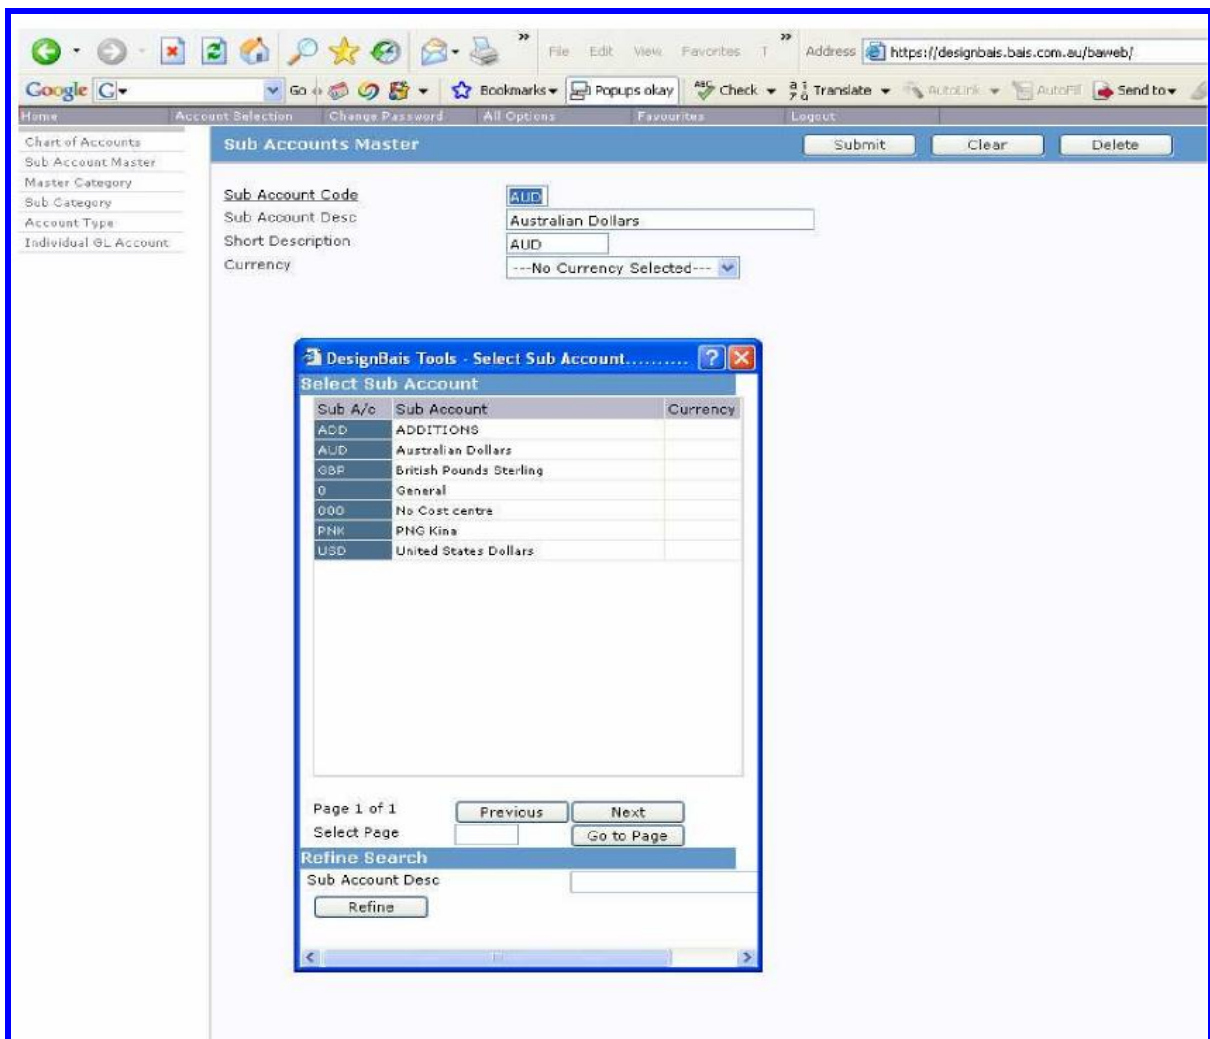 File Edit View Favorites T Address https://designbais.bais.com.au/baweb/
Google G Go Bookmarks Popups okay ABC Check Translate AutoLink AutoFill Send to
Home Account Selection Change Password All Options Favourites Logout
Chart of Accounts
Sub Account Master
Master Category
Sub Category
Account Type
Individual GL Account
Sub Accounts Master Submit Clear Delete
Sub Account Code AUD
Sub Account Desc Australian Dollars
Short Description AUD
Currency ---No Currency Selected---
DesignBais Tools - Select Sub Account..........
Select Sub Account
Sub A/c Sub Account Currency
ADD ADDITIONS
AUD Australian Dollars
GBP British Pounds Sterling
0 General
000 No Cost centre
PNK PNG Kina
USD United States Dollars
Page 1 of 1 Previous Next
Select Page Go to Page
Refine Search
Sub Account Desc
Refine